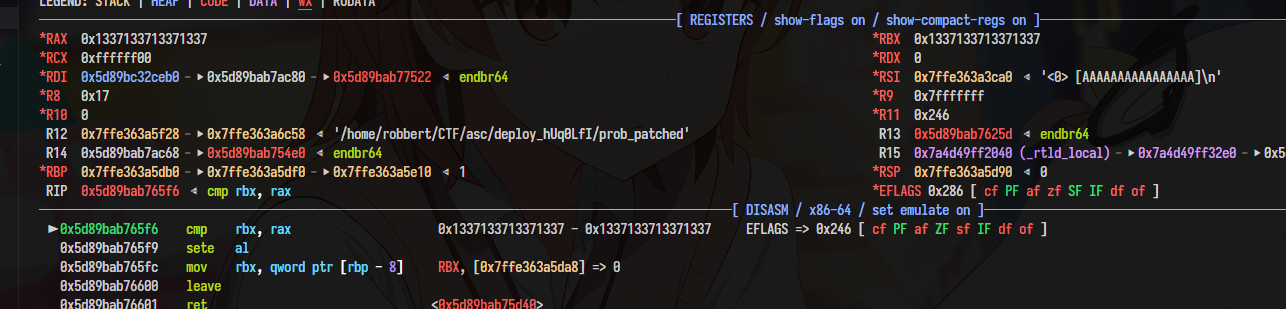 LEGEND: STACK | HEAP | CODE | DATA | WX | RODATA
[ REGISTERS / show-flags on / show-compact-regs on ]
*RAX 0x1337133713371337 *RBX 0x1337133713371337
*RCX 0xffffff00 *RDX 0
*RDI 0x5d89bc32ceb0 —▸ 0x5d89bab7ac80 —▸ 0x5d89bab77522 ◂ endbr64 *RSI 0x7ffe363a3ca0 ◂ '<0> [AAAAAAAAAAAAAAAA]\n'
*R8 0x17 *R9 0x7fffffff
*R10 0 *R11 0x246
R12 0x7ffe363a5f28 —▸ 0x7ffe363a6c58 ◂ '/home/robbert/CTF/asc/deploy_hUq0LfI/prob_patched' R13 0x5d89bab7625d ◂ endbr64
R14 0x5d89bab7ac68 —▸ 0x5d89bab754e0 ◂ endbr64 R15 0x7a4d49ff2040 (_rtld_local) —▸ 0x7a4d49ff32e0 —▸ 0x5
*RBP 0x7ffe363a5db0 —▸ 0x7ffe363a5df0 —▸ 0x7ffe363a5e10 ◂ 1 *RSP 0x7ffe363a5d90 ◂ 0
RIP 0x5d89bab765f6 ◂ cmp rbx, rax *EFLAGS 0x286 [ cf PF af zf SF IF df of ]
[ DISASM / x86-64 / set emulate on ]
►0x5d89bab765f6 cmp rbx, rax 0x1337133713371337 - 0x1337133713371337 EFLAGS => 0x246 [ cf PF af ZF sf IF df of ]
0x5d89bab765f9 sete al
0x5d89bab765fc mov rbx, qword ptr [rbp - 8] RBX, [0x7ffe363a5da8] => 0
0x5d89bab76600 leave
0x5d89bab76601 ret <0x5d89bab75d40>